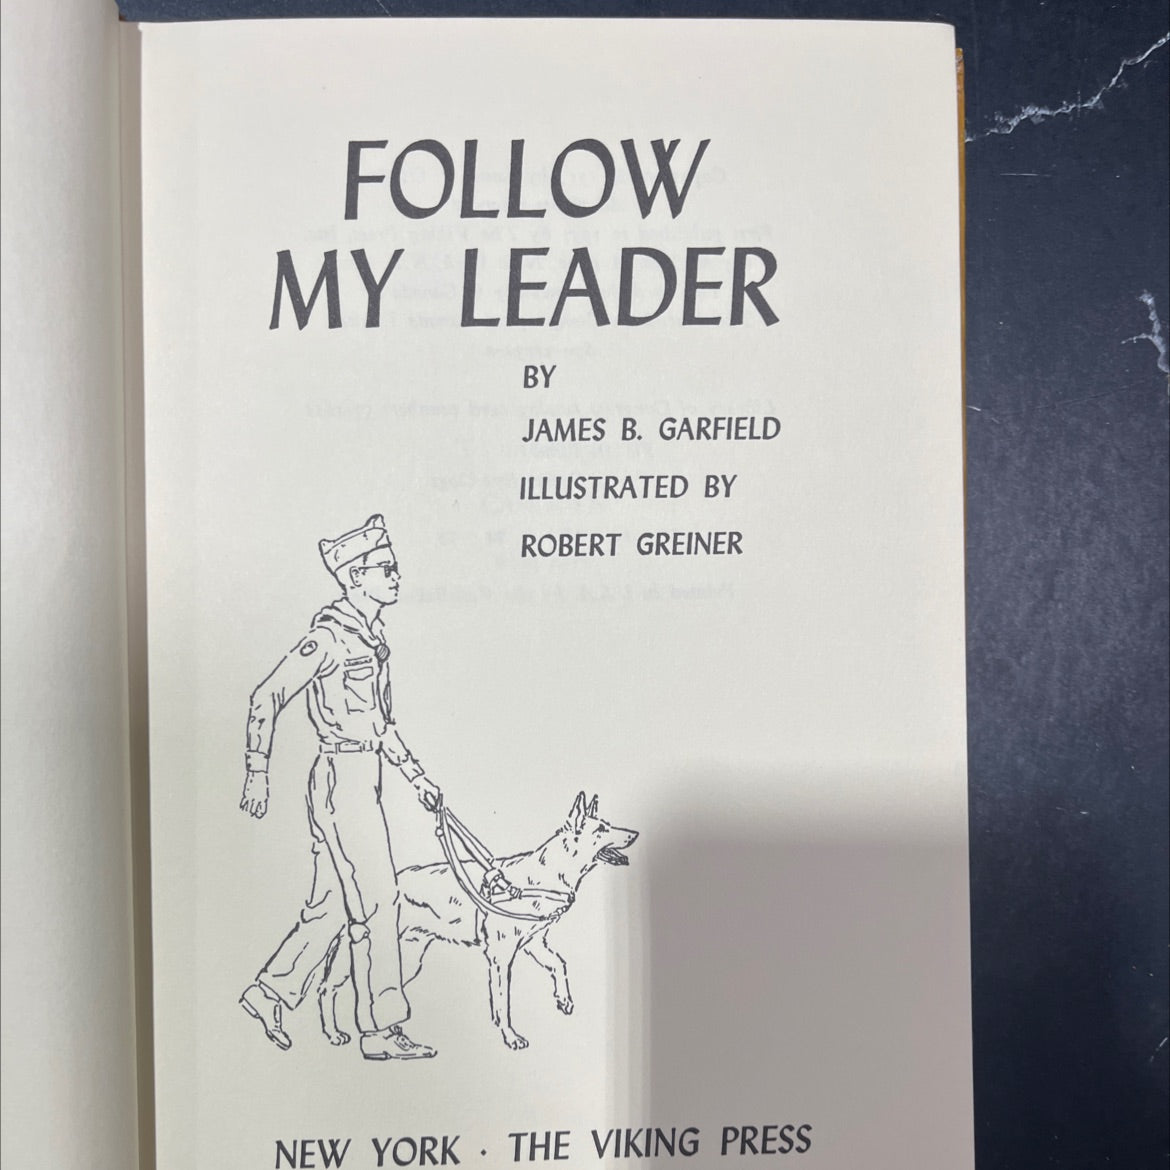 FOLLOW
MY LEADER
BY
JAMES B. GARFIELD
ILLUSTRATED BY
ROBERT GREINER
NEW YORK · THE VIKING PRESS